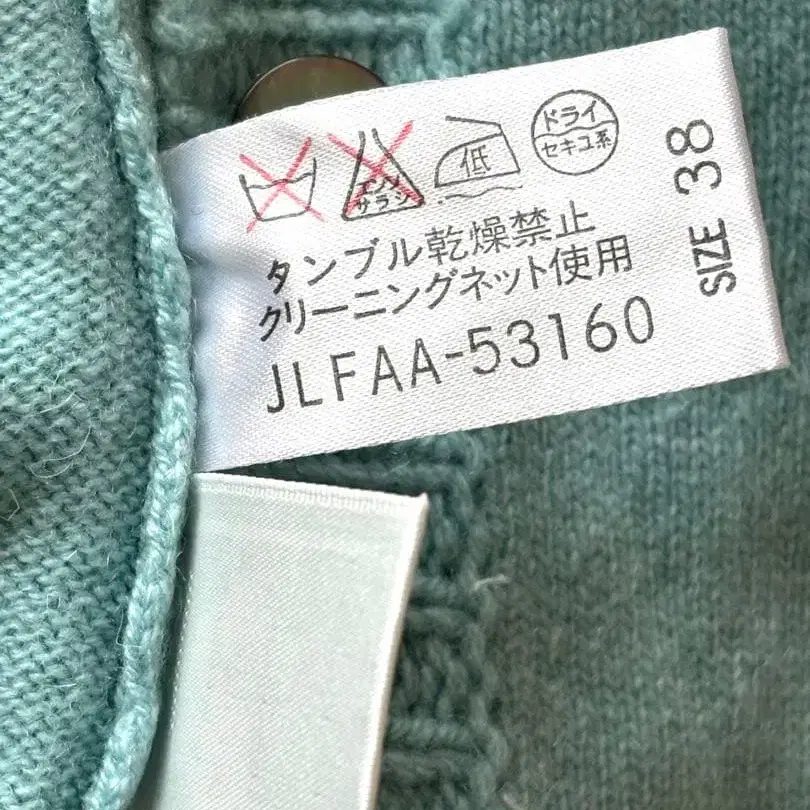 エンソ
サラシ
低
ドライ
セキユ系
タンブル乾燥禁止
クリーニングネット使用
JLFAA-53160
SIZE 38